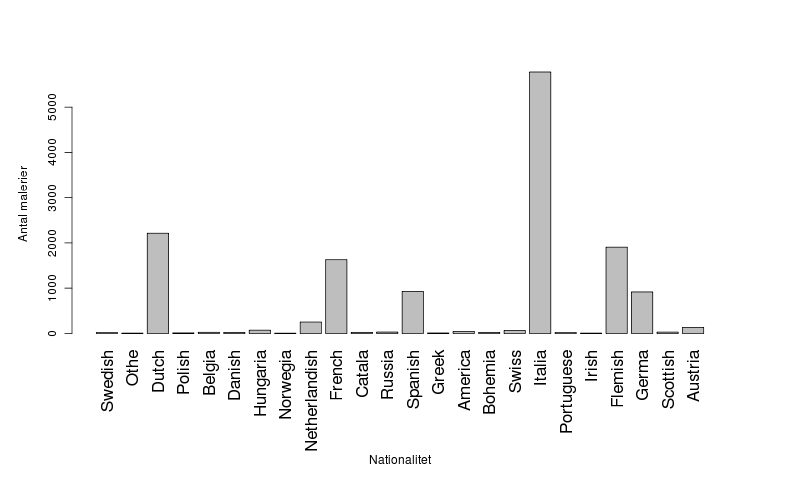 Antal malerier
5000
4000
3000
2000
1000
0
Swedish
Othe
Dutch
Polish
Belgia
Danish
Hungaria
Norwegia
Netherlandish
French
Catala
Russia
Spanish
Greek
America
Bohemia
Swiss
Italia
Portuguese
Irish
Flemish
Germa
Scottish
Austria
Nationalitet